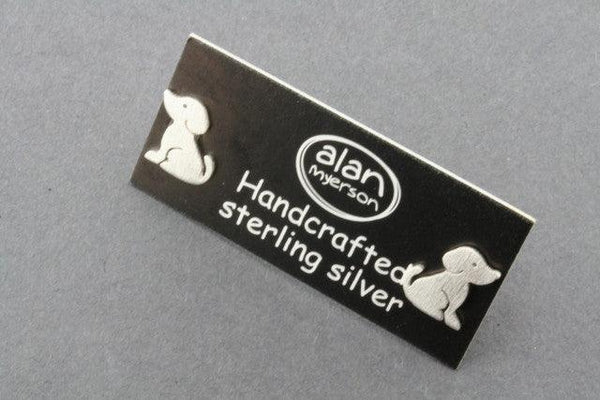 alan
myerson
Handcrafted
sterling silver